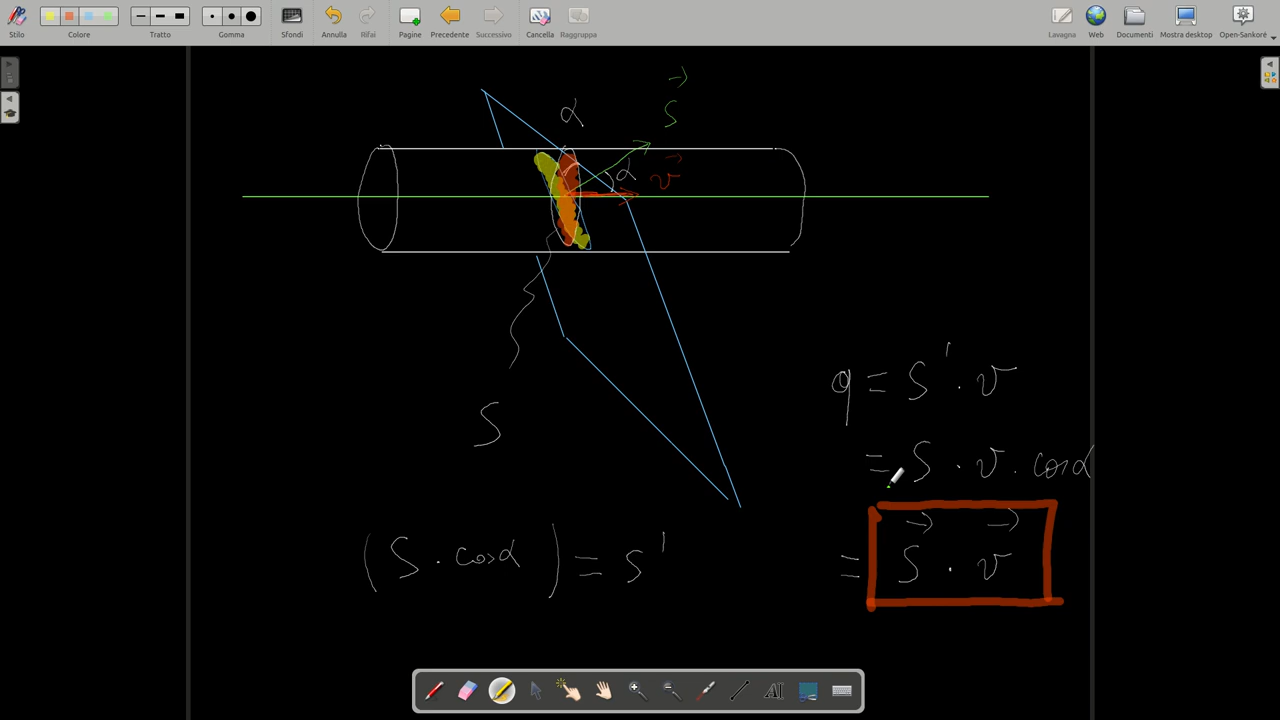 Stilo Colore Tratto Gomma Sfondi Annulla Rifai Pagine Precedente Successivo Cancella Raggruppa Lavagna Web Documenti Mostra desktop Open-Sankoré
α
S⃗
α
v⃗
S
q = S' · v
= S · v · cosα
(S · cosα) = S'
= S⃗ · v⃗
AI